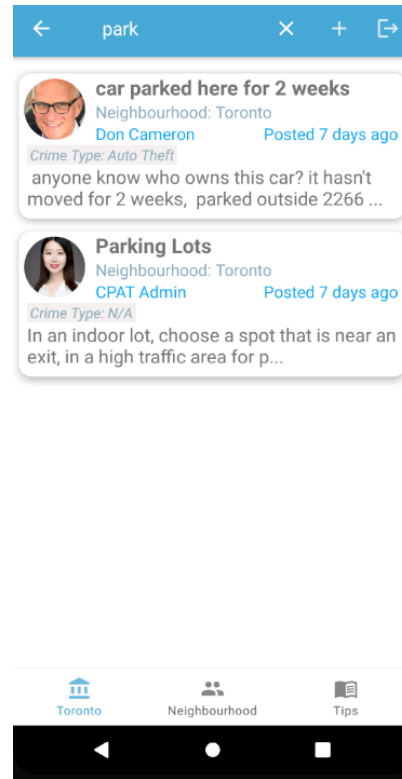 park
car parked here for 2 weeks
Neighbourhood: Toronto
Don Cameron Posted 7 days ago
Crime Type: Auto Theft
anyone know who owns this car? it hasn't
moved for 2 weeks, parked outside 2266 ...
Parking Lots
Neighbourhood: Toronto
CPAT Admin Posted 7 days ago
Crime Type: N/A
In an indoor lot, choose a spot that is near an
exit, in a high traffic area for p...
Toronto Neighbourhood Tips